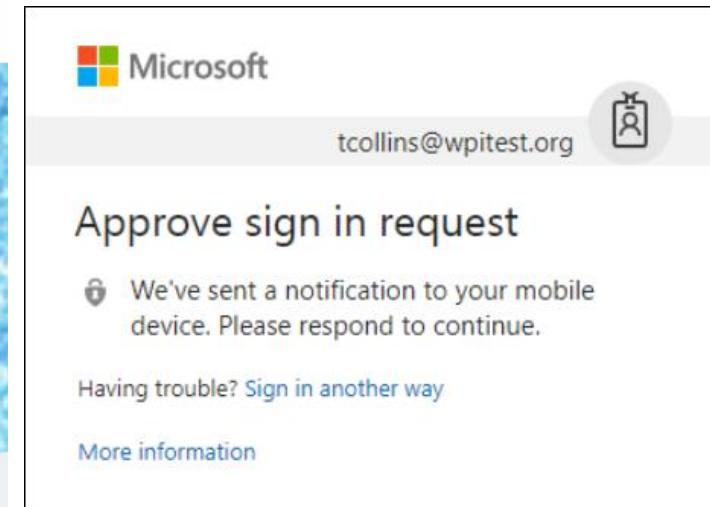 Microsoft
tcollins@wpitest.org
Approve sign in request
We've sent a notification to your mobile
device. Please respond to continue.
Having trouble? Sign in another way
More information